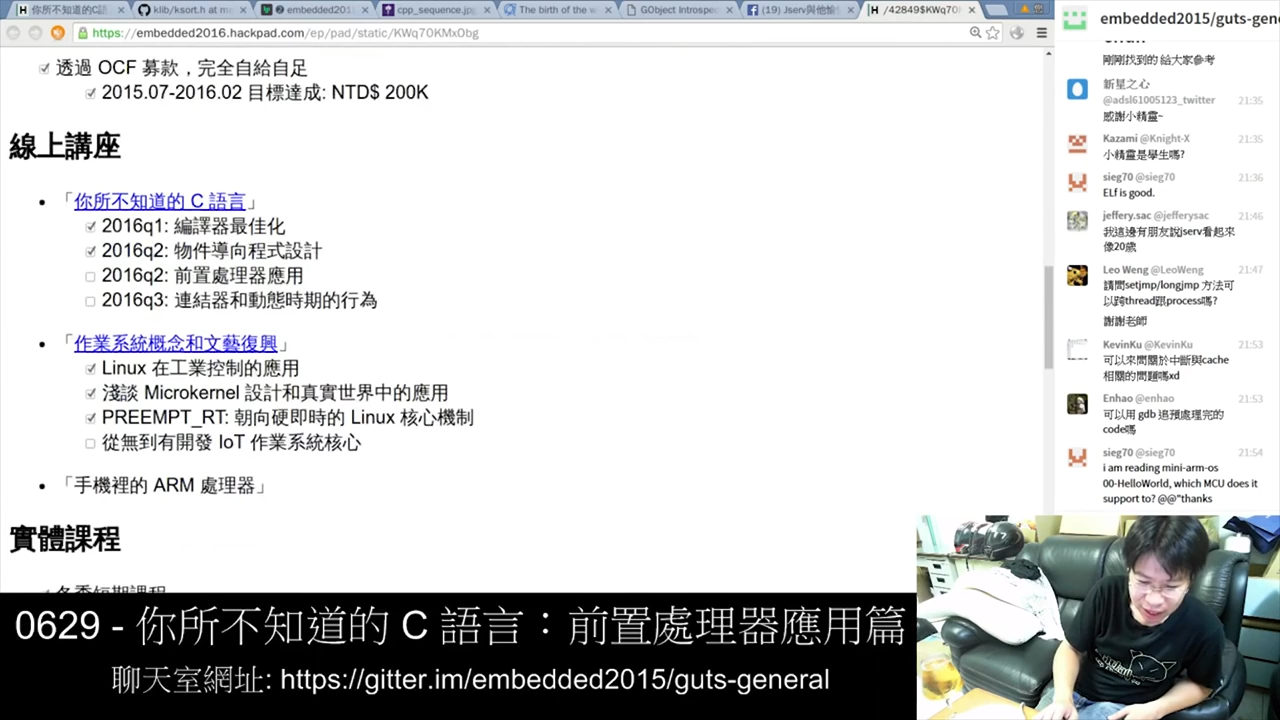 你所不知道的C語
klib/ksort.h at m
embedded201
cpp_sequence.jpg
The birth of the w
GObject Introspec
(19) Jserv與他愉
/42849$KWq70
https://embedded2016.hackpad.com/ep/pad/static/KWq70KMxObg
透過 OCF 募款，完全自給自足
2015.07-2016.02 目標達成: NTD$ 200K
線上講座
「你所不知道的 C 語言」
2016q1: 編譯器最佳化
2016q2: 物件導向程式設計
2016q2: 前置處理器應用
2016q3: 連結器和動態時期的行為
「作業系統概念和文藝復興」
Linux 在工業控制的應用
淺談 Microkernel 設計和真實世界中的應用
PREEMPT_RT: 朝向硬即時的 Linux 核心機制
從無到有開發 IoT 作業系統核心
「手機裡的 ARM 處理器」
實體課程
冬季短期課程
embedded2015/guts-gene
剛剛找到的 給大家參考
新星之心
@adsl61005123_twitter 21:35
感謝小精靈~
Kazami @Knight-X 21:35
小精靈是學生嗎?
sieg70 @sieg70 21:36
ELf is good.
jeffery.sac @jefferysac 21:46
我這邊有朋友說jserv看起來
像20歲
Leo Weng @LeoWeng 21:47
請問setjmp/longjmp 方法可
以跨thread跟process嗎?
謝謝老師
KevinKu @KevinKu 21:53
可以來問關於中斷與cache
相關的問題嗎xd
Enhao @enhao 21:53
可以用 gdb 追預處理完的
code嗎
sieg70 @sieg70 21:54
i am reading mini-arm-os
00-HelloWorld, which MCU does it
support to? @@"thanks
0629 - 你所不知道的 C 語言：前置處理器應用篇
聊天室網址: https://gitter.im/embedded2015/guts-general